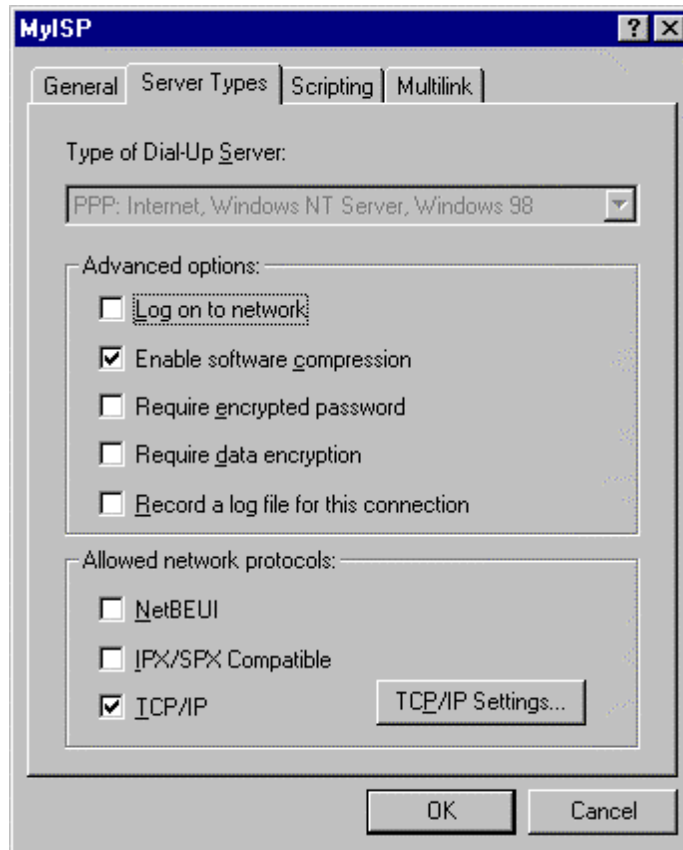 MyISP
General Server Types Scripting Multilink
Type of Dial-Up Server:
PPP: Internet, Windows NT Server, Windows 98
Advanced options:
Log on to network
Enable software compression
Require encrypted password
Require data encryption
Record a log file for this connection
Allowed network protocols:
NetBEUI
IPX/SPX Compatible
TCP/IP TCP/IP Settings...
OK Cancel